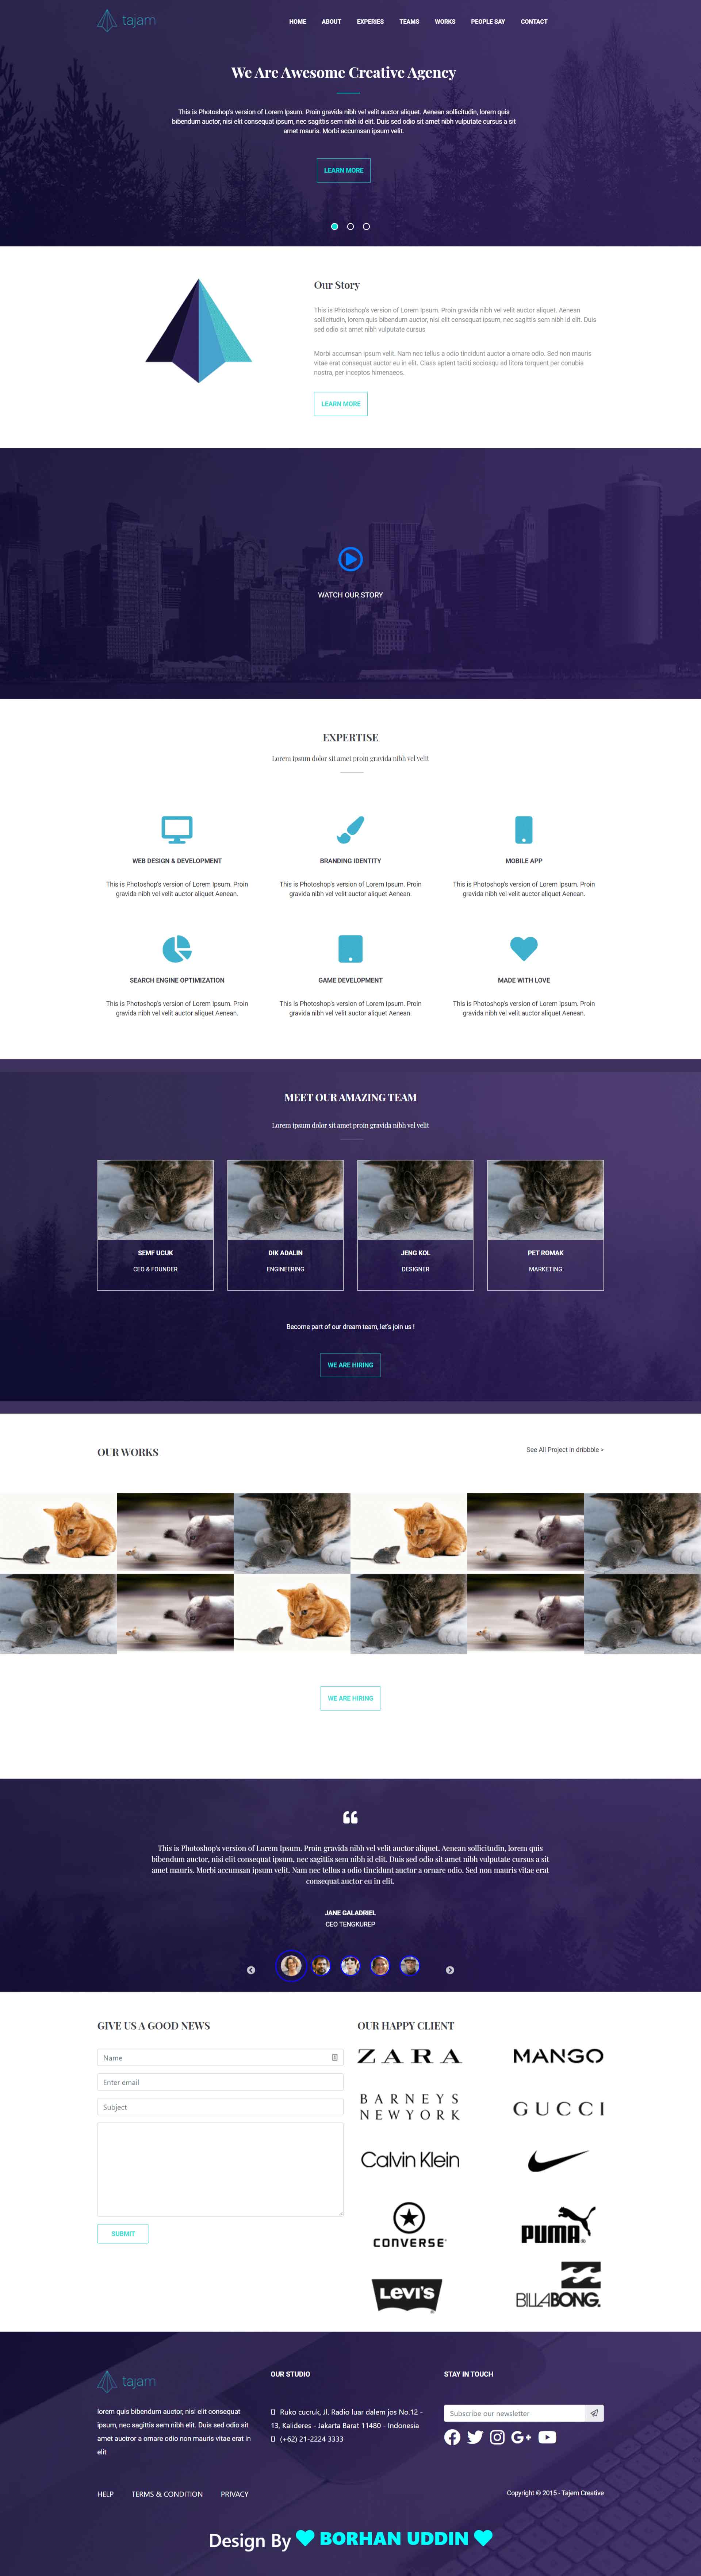 tajam
HOME ABOUT EXPERIES TEAMS WORKS PEOPLE SAY CONTACT
We Are Awesome Creative Agency
This is Photoshop's version of Lorem Ipsum. Proin gravida nibh vel velit auctor aliquet. Aenean sollicitudin, lorem quis
bibendum auctor, nisi elit consequat ipsum, nec sagittis sem nibh id elit. Duis sed odio sit amet nibh vulputate cursus a sit
amet mauris. Morbi accumsan ipsum velit.
LEARN MORE
Our Story
This is Photoshop's version of Lorem Ipsum. Proin gravida nibh vel velit auctor aliquet. Aenean
sollicitudin, lorem quis bibendum auctor, nisi elit consequat ipsum, nec sagittis sem nibh id elit. Duis
sed odio sit amet nibh vulputate cursus
Morbi accumsan ipsum velit. Nam nec tellus a odio tincidunt auctor a ornare odio. Sed non mauris
vitae erat consequat auctor eu in elit. Class aptent taciti sociosqu ad litora torquent per conubia
nostra, per inceptos himenaeos.
LEARN MORE
WATCH OUR STORY
EXPERTISE
Lorem ipsum dolor sit amet proin gravida nibh vel velit
WEB DESIGN & DEVELOPMENT
This is Photoshop's version of Lorem Ipsum. Proin
gravida nibh vel velit auctor aliquet Aenean.
BRANDING IDENTITY
This is Photoshop's version of Lorem Ipsum. Proin
gravida nibh vel velit auctor aliquet Aenean.
MOBILE APP
This is Photoshop's version of Lorem Ipsum. Proin
gravida nibh vel velit auctor aliquet Aenean.
SEARCH ENGINE OPTIMIZATION
This is Photoshop's version of Lorem Ipsum. Proin
gravida nibh vel velit auctor aliquet Aenean.
GAME DEVELOPMENT
This is Photoshop's version of Lorem Ipsum. Proin
gravida nibh vel velit auctor aliquet Aenean.
MADE WITH LOVE
This is Photoshop's version of Lorem Ipsum. Proin
gravida nibh vel velit auctor aliquet Aenean.
MEET OUR AMAZING TEAM
Lorem ipsum dolor sit amet proin gravida nibh vel velit
SEMF UCUK
CEO & FOUNDER
DIK ADALIN
ENGINEERING
JENG KOL
DESIGNER
PET ROMAK
MARKETING
Become part of our dream team, let's join us !
WE ARE HIRING
OUR WORKS
See All Project in dribbble >
WE ARE HIRING
This is Photoshop's version of Lorem Ipsum. Proin gravida nibh vel velit auctor aliquet. Aenean sollicitudin, lorem quis
bibendum auctor, nisi elit consequat ipsum, nec sagittis sem nibh id elit. Duis sed odio sit amet nibh vulputate cursus a sit
amet mauris. Morbi accumsan ipsum velit. Nam nec tellus a odio tincidunt auctor a ornare odio. Sed non mauris vitae erat
consequat auctor eu in elit.
JANE GALADRIEL
CEO TENGKUREP
GIVE US A GOOD NEWS
Name
Enter email
Subject
SUBMIT
OUR HAPPY CLIENT
ZARA
MANGO
BARNEYS
NEWYORK
GUCCI
Calvin Klein
CONVERSE
PUMA
LEVI'S
BILLABONG
tajam
lorem quis bibendum auctor, nisi elit consequat
ipsum, nec sagittis sem nibh id elit. Duis sed odio sit
amet auctror a ornare odio non mauris vitae erat in
elit
OUR STUDIO
Ruko cucruk, Jl. Radio luar dalem jos No.12 -
13, Kalideres - Jakarta Barat 11480 - Indonesia
(+62) 21-2224 3333
STAY IN TOUCH
Subscribe our newsletter
HELP TERMS & CONDITION PRIVACY
Copyright © 2015 - Tajem Creative
Design By BORHAN UDDIN